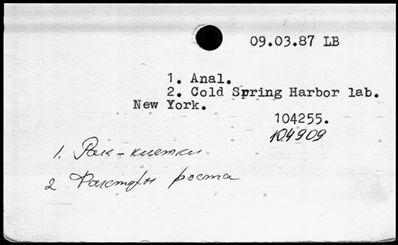 09.03.87 LB
1. Anal.
2. Cold Spring Harbor lab.
New York.
104255.
104909
1. Рак-клетки.
2 Факторы роста